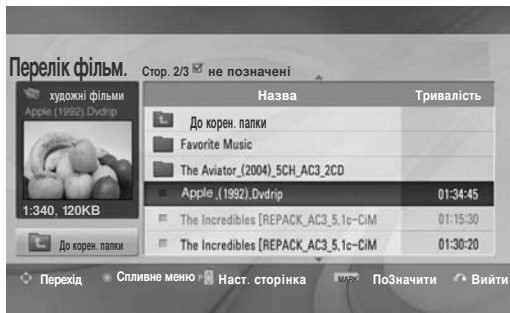 Перелік фільм. Стор. 2/3 не позначені
художні фільми
Apple.(1992).Dvdrip
1:340, 120KB
До корен. папки
Назва Тривалість
До корен. папки
Favorite Music
The Aviator_(2004)_5CH_AC3_2CD
Apple_(1992).Dvdrip 01:34:45
The Incredibles [REPACK_AC3_5.1c-CiM 01:15:30
The Incredibles [REPACK_AC3_5.1c-CiM 01:30:20
Перехід Спливне меню P Наст. сторінка MARK ПоЗначити Вийти